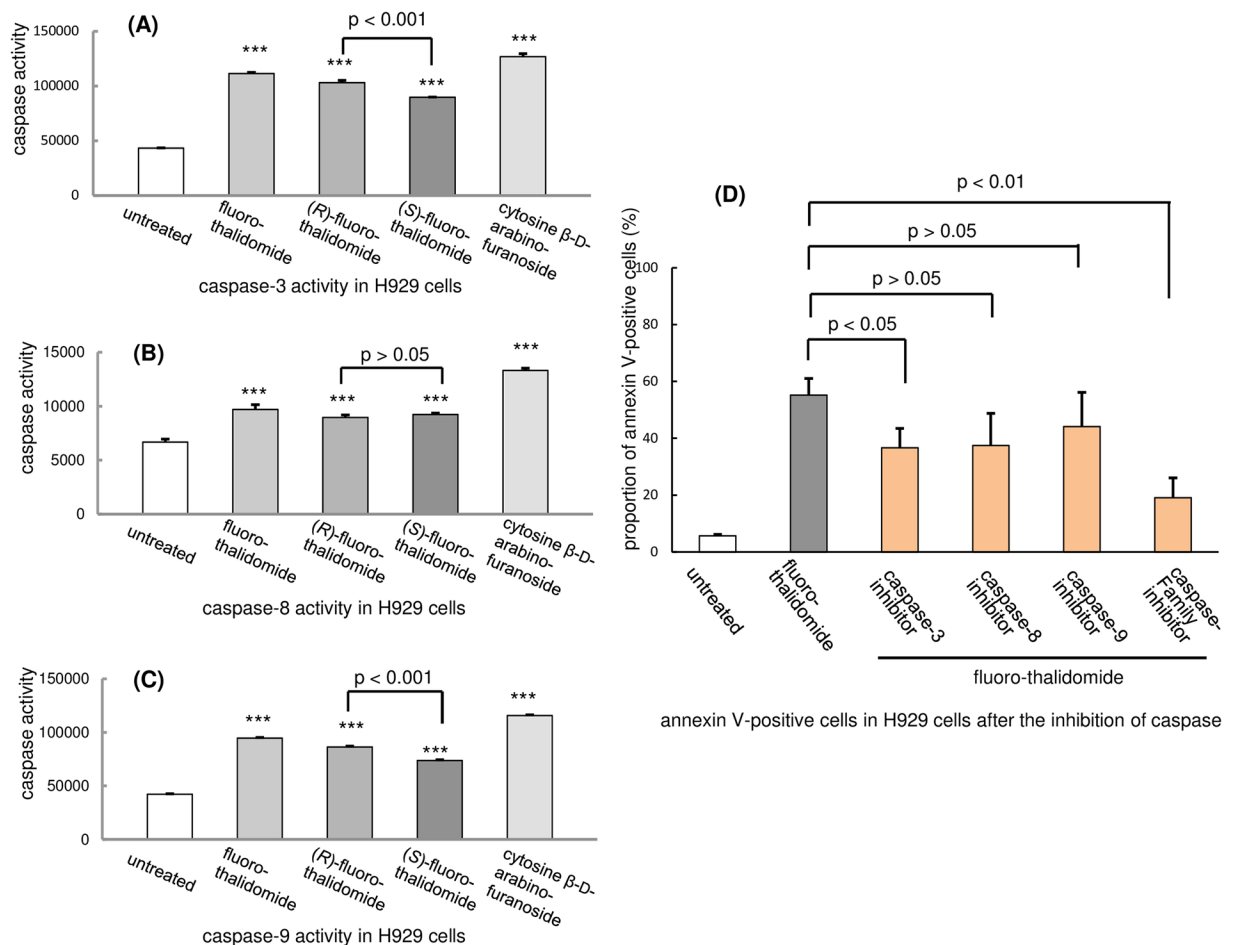 (A)
caspase activity
150000
100000
50000
0
p < 0.001
***
***
***
***
untreated
fluoro-
thalidomide
(R)-fluoro-
thalidomide
(S)-fluoro-
thalidomide
cytosine β-D-
arabino-
furanoside
caspase-3 activity in H929 cells
(B)
caspase activity
15000
10000
5000
0
p > 0.05
***
***
***
***
untreated
fluoro-
thalidomide
(R)-fluoro-
thalidomide
(S)-fluoro-
thalidomide
cytosine β-D-
arabino-
furanoside
caspase-8 activity in H929 cells
(C)
caspase activity
150000
100000
50000
0
p < 0.001
***
***
***
***
untreated
fluoro-
thalidomide
(R)-fluoro-
thalidomide
(S)-fluoro-
thalidomide
cytosine β-D-
arabino-
furanoside
caspase-9 activity in H929 cells
(D)
proportion of annexin V-positive cells (%)
100
80
60
40
20
0
p < 0.01
p > 0.05
p > 0.05
p < 0.05
untreated
fluoro-
thalidomide
caspase-3
inhibitor
caspase-8
inhibitor
caspase-9
inhibitor
caspase-
Family
inhibitor
fluoro-thalidomide
annexin V-positive cells in H929 cells after the inhibition of caspase